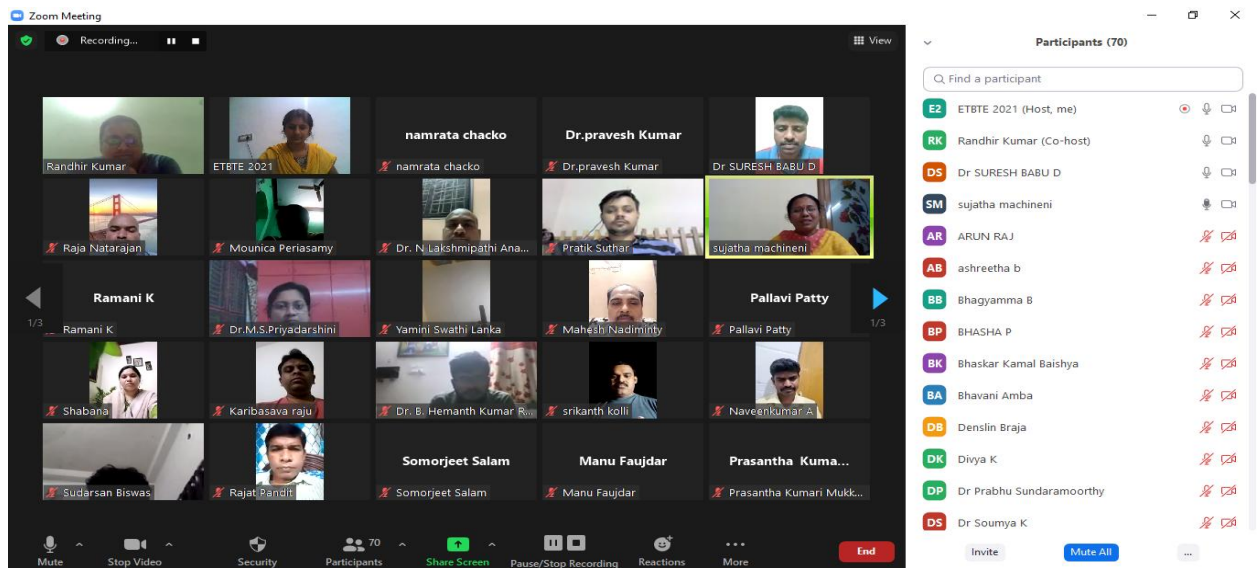 Zoom Meeting
Recording...
View
Participants (70)
Find a participant
Randhir Kumar
ETBTE 2021
namrata chacko
namrata chacko
Dr.pravesh Kumar
Dr.pravesh Kumar
Dr SURESH BABU D
Raja Natarajan
Mounica Periasamy
Dr. N Lakshmipathi Ana...
Pratik Suthar
sujatha machineni
1/3
Ramani K
Ramani K
Dr.M.S.Priyadarshini
Yamini Swathi Lanka
Mahesh Nadiminty
Pallavi Patty
Pallavi Patty
1/3
Shabana
Karibasava raju
Dr. B. Hemanth Kumar R...
srikanth kolli
Naveenkumar A
Sudarsan Biswas
Rajat Pandit
Somorjeet Salam
Somorjeet Salam
Manu Faujdar
Manu Faujdar
Prasantha Kuma...
Prasantha Kumari Mukk...
E2 ETBTE 2021 (Host, me)
RK Randhir Kumar (Co-host)
DS Dr SURESH BABU D
SM sujatha machineni
AR ARUN RAJ
AB ashreetha b
BB Bhagyamma B
BP BHASHA P
BK Bhaskar Kamal Baishya
BA Bhavani Amba
DB Denslin Braja
DK Divya K
DP Dr Prabhu Sundaramoorthy
DS Dr Soumya K
Mute
Stop Video
Security
70
Participants
Share Screen
Pause/Stop Recording
Reactions
More
End
Invite
Mute All
...